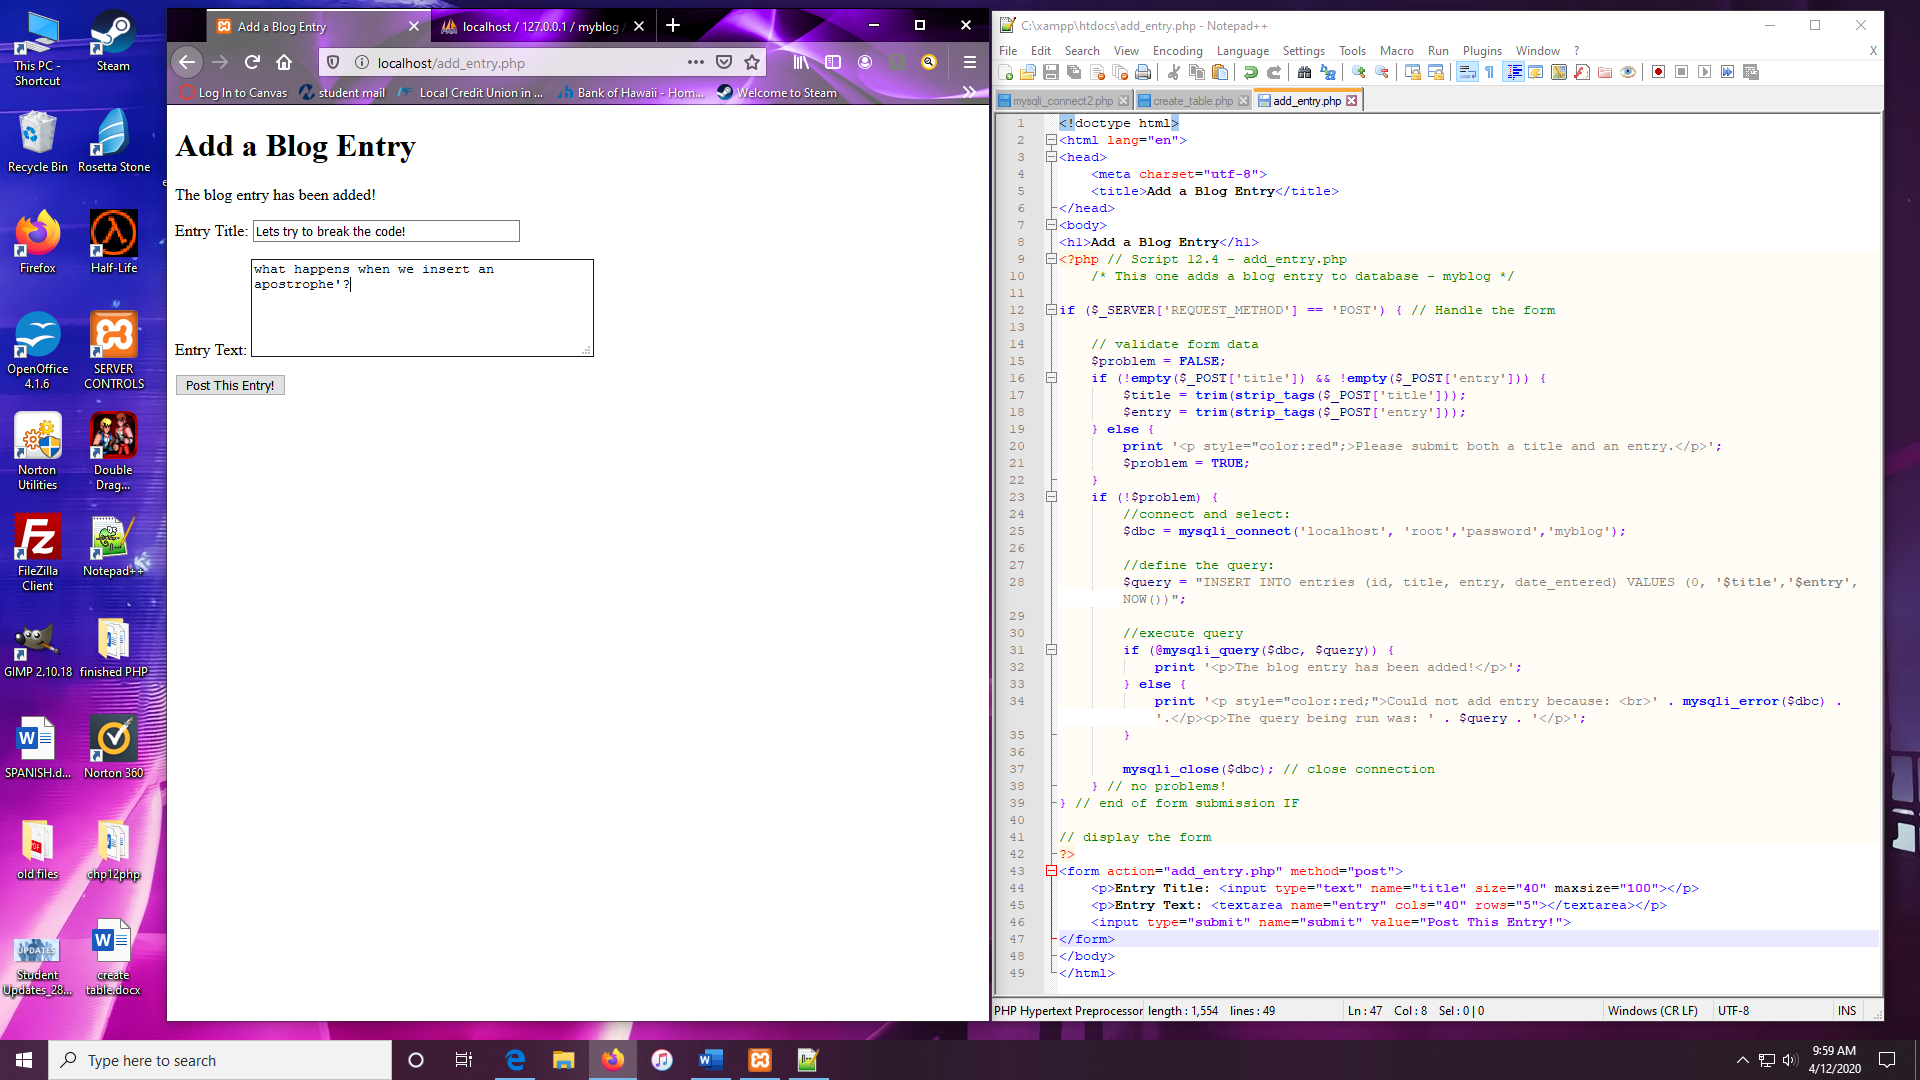 This PC - Shortcut
Steam
Recycle Bin
Rosetta Stone
Firefox
Half-Life
OpenOffice 4.1.6
SERVER CONTROLS
Norton Utilities
Double Drag...
FileZilla Client
Notepad++
GIMP 2.10.18
finished PHP
SPANISH.d...
Norton 360
old files
chp12php
Student Updates_28...
create table.docx
Add a Blog Entry
localhost / 127.0.0.1 / myblog /
localhost/add_entry.php
Log In to Canvas
student mail
Local Credit Union in ...
Bank of Hawaii - Hom...
Welcome to Steam
Add a Blog Entry
The blog entry has been added!
Entry Title: Lets try to break the code!
what happens when we insert an
apostrophe'?
Entry Text:
Post This Entry!
C:\xampp\htdocs\add_entry.php - Notepad++
File Edit Search View Encoding Language Settings Tools Macro Run Plugins Window ? X
mysqli_connect2.php create_table.php add_entry.php
1 <!doctype html>
2 <html lang="en">
3 <head>
4 <meta charset="utf-8">
5 <title>Add a Blog Entry</title>
6 </head>
7 <body>
8 <h1>Add a Blog Entry</h1>
9 <?php // Script 12.4 - add_entry.php
10 /* This one adds a blog entry to database - myblog */
11
12 if ($_SERVER['REQUEST_METHOD'] == 'POST') { // Handle the form
13
14 // validate form data
15 $problem = FALSE;
16 if (!empty($_POST['title']) && !empty($_POST['entry'])) {
17 $title = trim(strip_tags($_POST['title']));
18 $entry = trim(strip_tags($_POST['entry']));
19 } else {
20 print '<p style="color:red";>Please submit both a title and an entry.</p>';
21 $problem = TRUE;
22 }
23 if (!$problem) {
24 //connect and select:
25 $dbc = mysqli_connect('localhost', 'root','password','myblog');
26
27 //define the query:
28 $query = "INSERT INTO entries (id, title, entry, date_entered) VALUES (0, '$title','$entry',
NOW())";
29
30 //execute query
31 if (@mysqli_query($dbc, $query)) {
32 print '<p>The blog entry has been added!</p>';
33 } else {
34 print '<p style="color:red;">Could not add entry because: <br>' . mysqli_error($dbc) .
'.</p><p>The query being run was: ' . $query . '</p>';
35 }
36
37 mysqli_close($dbc); // close connection
38 } // no problems!
39 } // end of form submission IF
40
41 // display the form
42 ?>
43 <form action="add_entry.php" method="post">
44 <p>Entry Title: <input type="text" name="title" size="40" maxsize="100"></p>
45 <p>Entry Text: <textarea name="entry" cols="40" rows="5"></textarea></p>
46 <input type="submit" name="submit" value="Post This Entry!">
47 </form>
48 </body>
49 </html>
PHP Hypertext Preprocessor length : 1,554 lines : 49 Ln : 47 Col : 8 Sel : 0 | 0 Windows (CR LF) UTF-8 INS
Type here to search
9:59 AM
4/12/2020